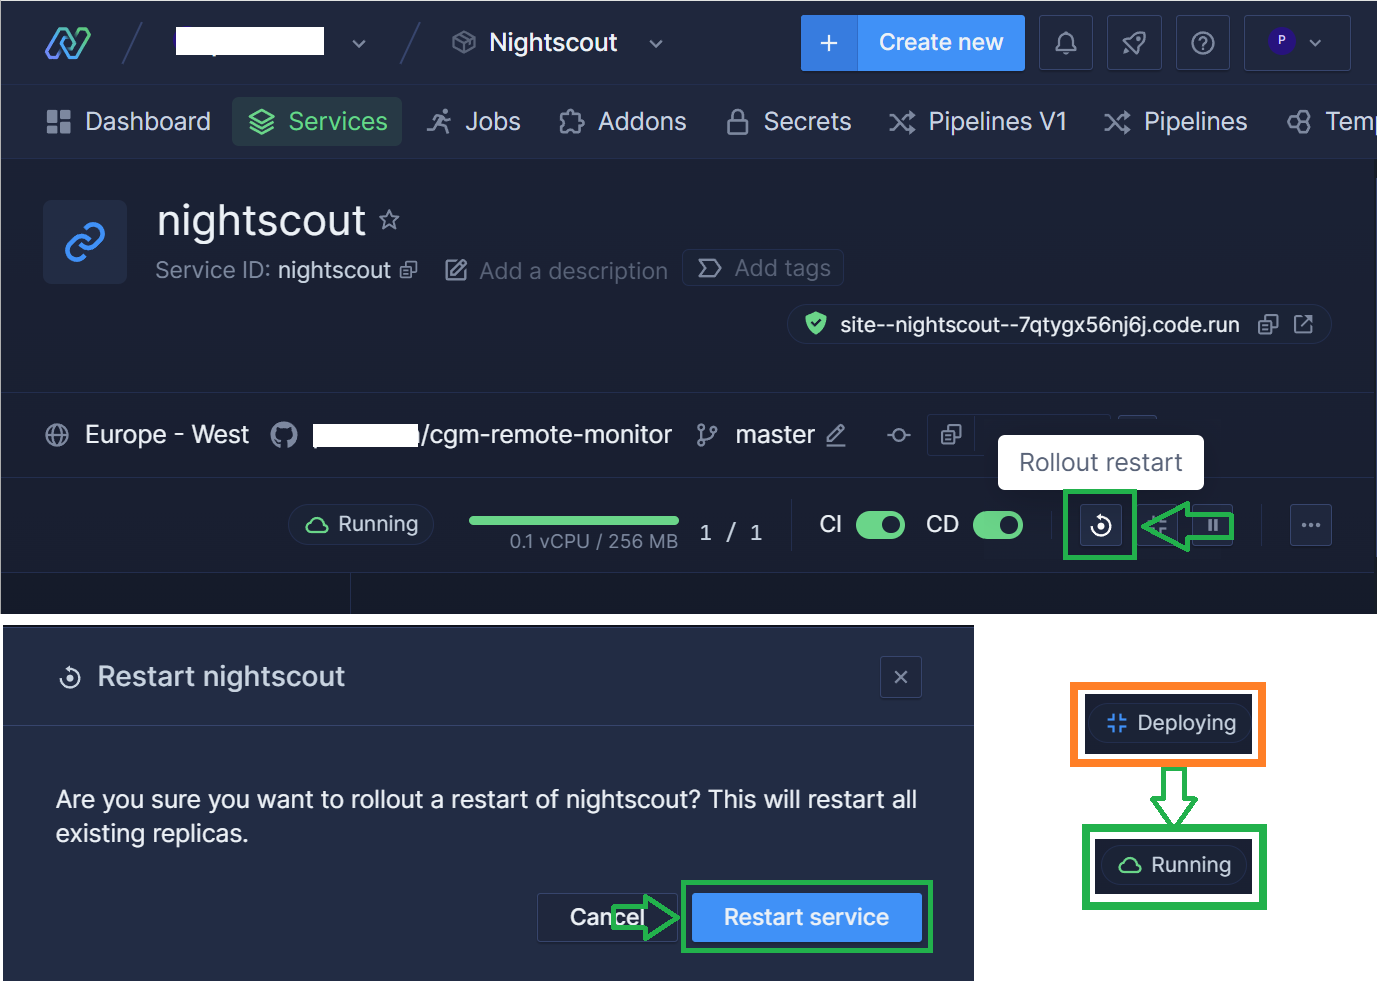 Nightscout
Create new
P
Dashboard
Services
Jobs
Addons
Secrets
Pipelines V1
Pipelines
nightscout
Service ID: nightscout
Add a description
Add tags
site--nightscout--7qtygx56nj6j.code.run
Europe - West
/cgm-remote-monitor
master
Rollout restart
Running
0.1 vCPU / 256 MB
1 / 1
CI
CD
Restart nightscout
Are you sure you want to rollout a restart of nightscout? This will restart all
existing replicas.
Cancel
Restart service
Deploying
Running